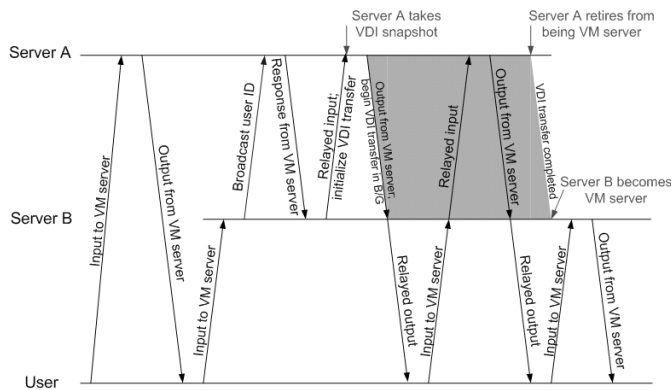 Server A takes
VDI snapshot
Server A retires from
being VM server
Server A
Input to VM server
Output from VM server
Input to VM server
Broadcast user ID
Response from VM server
Relayed input;
initialize VDI transfer
Output from VM server;
begin VDI transfer in B/G
Relayed output
Input to VM server
Relayed input
Output from VM server
Relayed output
VDI transfer completed
Input to VM server
Output from VM server
Server B becomes
VM server
Server B
User